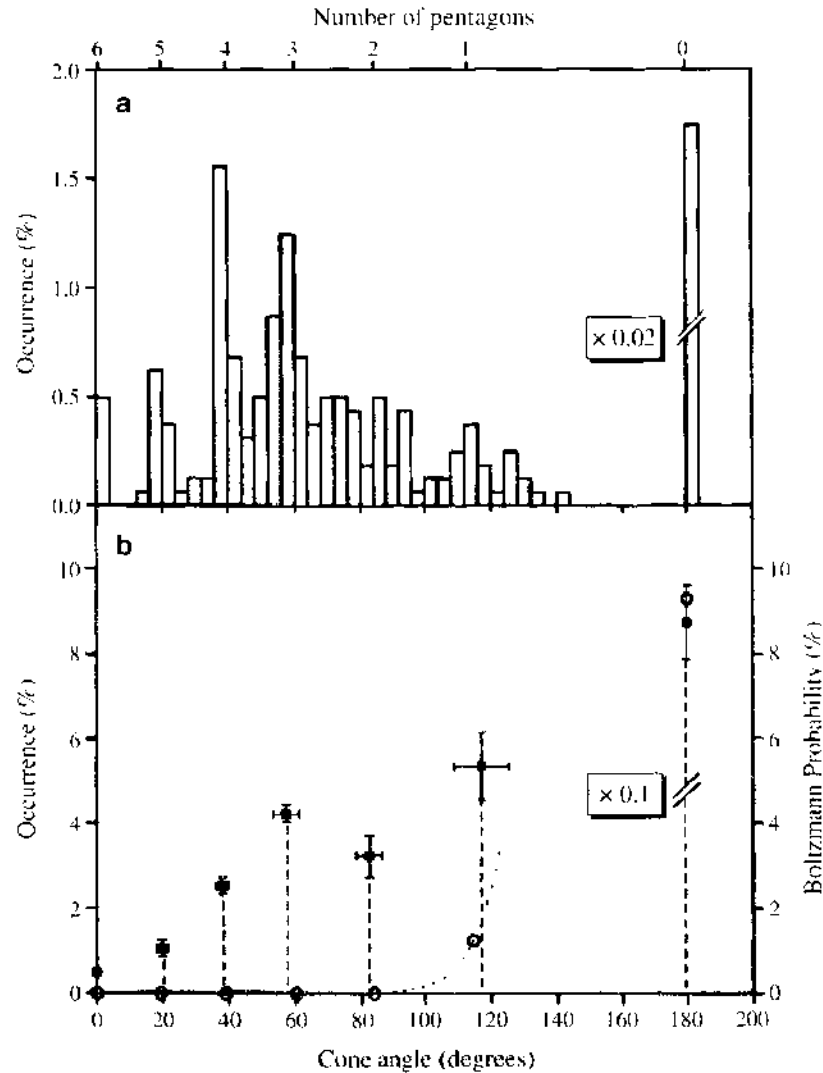 Number of pentagons
6 5 4 3 2 1 0
2.0
a
1.5
1.0
0.5
0.0
Occurrence (%)
× 0.02
b
10
8
6
4
2
0
Occurrence (%)
× 0.1
10
8
6
4
2
0
Boltzmann Probability (%)
0 20 40 60 80 100 120 140 160 180 200
Cone angle (degrees)